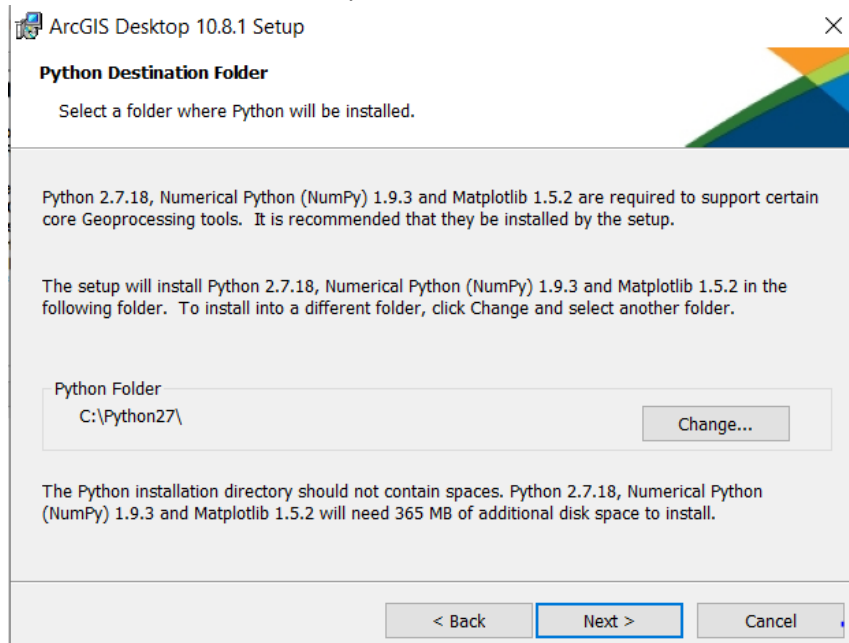 ArcGIS Desktop 10.8.1 Setup
Python Destination Folder
Select a folder where Python will be installed.
Python 2.7.18, Numerical Python (NumPy) 1.9.3 and Matplotlib 1.5.2 are required to support certain
core Geoprocessing tools. It is recommended that they be installed by the setup.
The setup will install Python 2.7.18, Numerical Python (NumPy) 1.9.3 and Matplotlib 1.5.2 in the
following folder. To install into a different folder, click Change and select another folder.
Python Folder
C:\Python27\
Change...
The Python installation directory should not contain spaces. Python 2.7.18, Numerical Python
(NumPy) 1.9.3 and Matplotlib 1.5.2 will need 365 MB of additional disk space to install.
< Back
Next >
Cancel